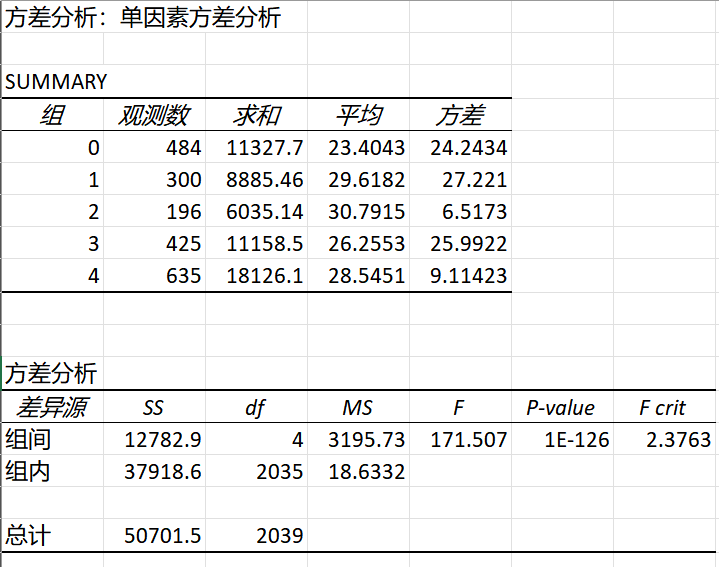 方差分析：单因素方差分析
SUMMARY
组 观测数 求和 平均 方差
0 484 11327.7 23.4043 24.2434
1 300 8885.46 29.6182 27.221
2 196 6035.14 30.7915 6.5173
3 425 11158.5 26.2553 25.9922
4 635 18126.1 28.5451 9.11423
方差分析
差异源 SS df MS F P-value F crit
组间 12782.9 4 3195.73 171.507 1E-126 2.3763
组内 37918.6 2035 18.6332
总计 50701.5 2039